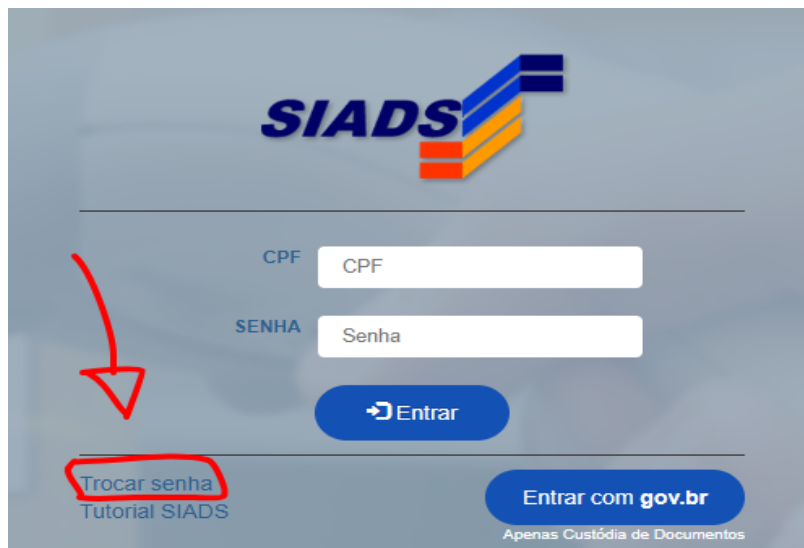 SIADS
CPF
CPF
SENHA
Senha
Entrar
Trocar senha
Tutorial SIADS
Entrar com gov.br
Apenas Custódia de Documentos